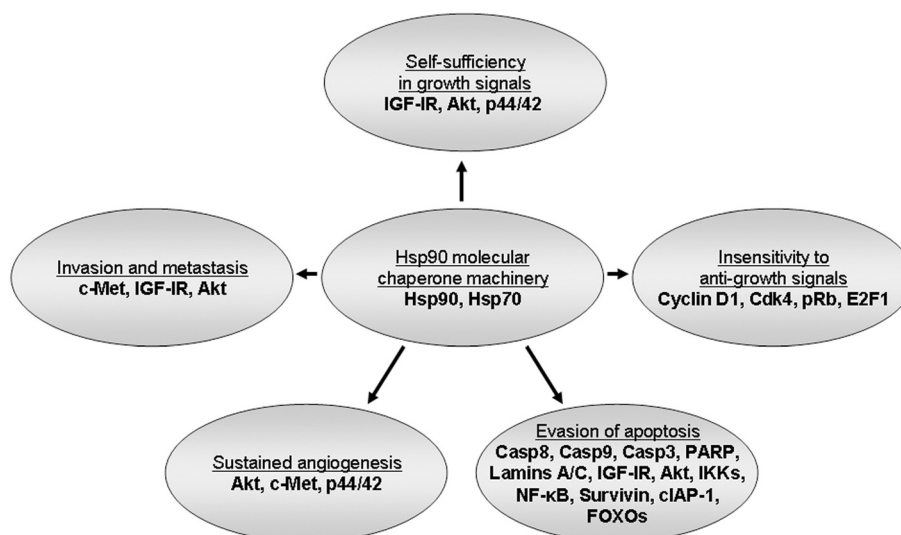 Self-sufficiency
in growth signals
IGF-IR, Akt, p44/42
Invasion and metastasis
c-Met, IGF-IR, Akt
Hsp90 molecular
chaperone machinery
Hsp90, Hsp70
Insensitivity to
anti-growth signals
Cyclin D1, Cdk4, pRb, E2F1
Sustained angiogenesis
Akt, c-Met, p44/42
Evasion of apoptosis
Casp8, Casp9, Casp3, PARP,
Lamins A/C, IGF-IR, Akt, IKKs,
NF-κB, Survivin, cIAP-1,
FOXOs